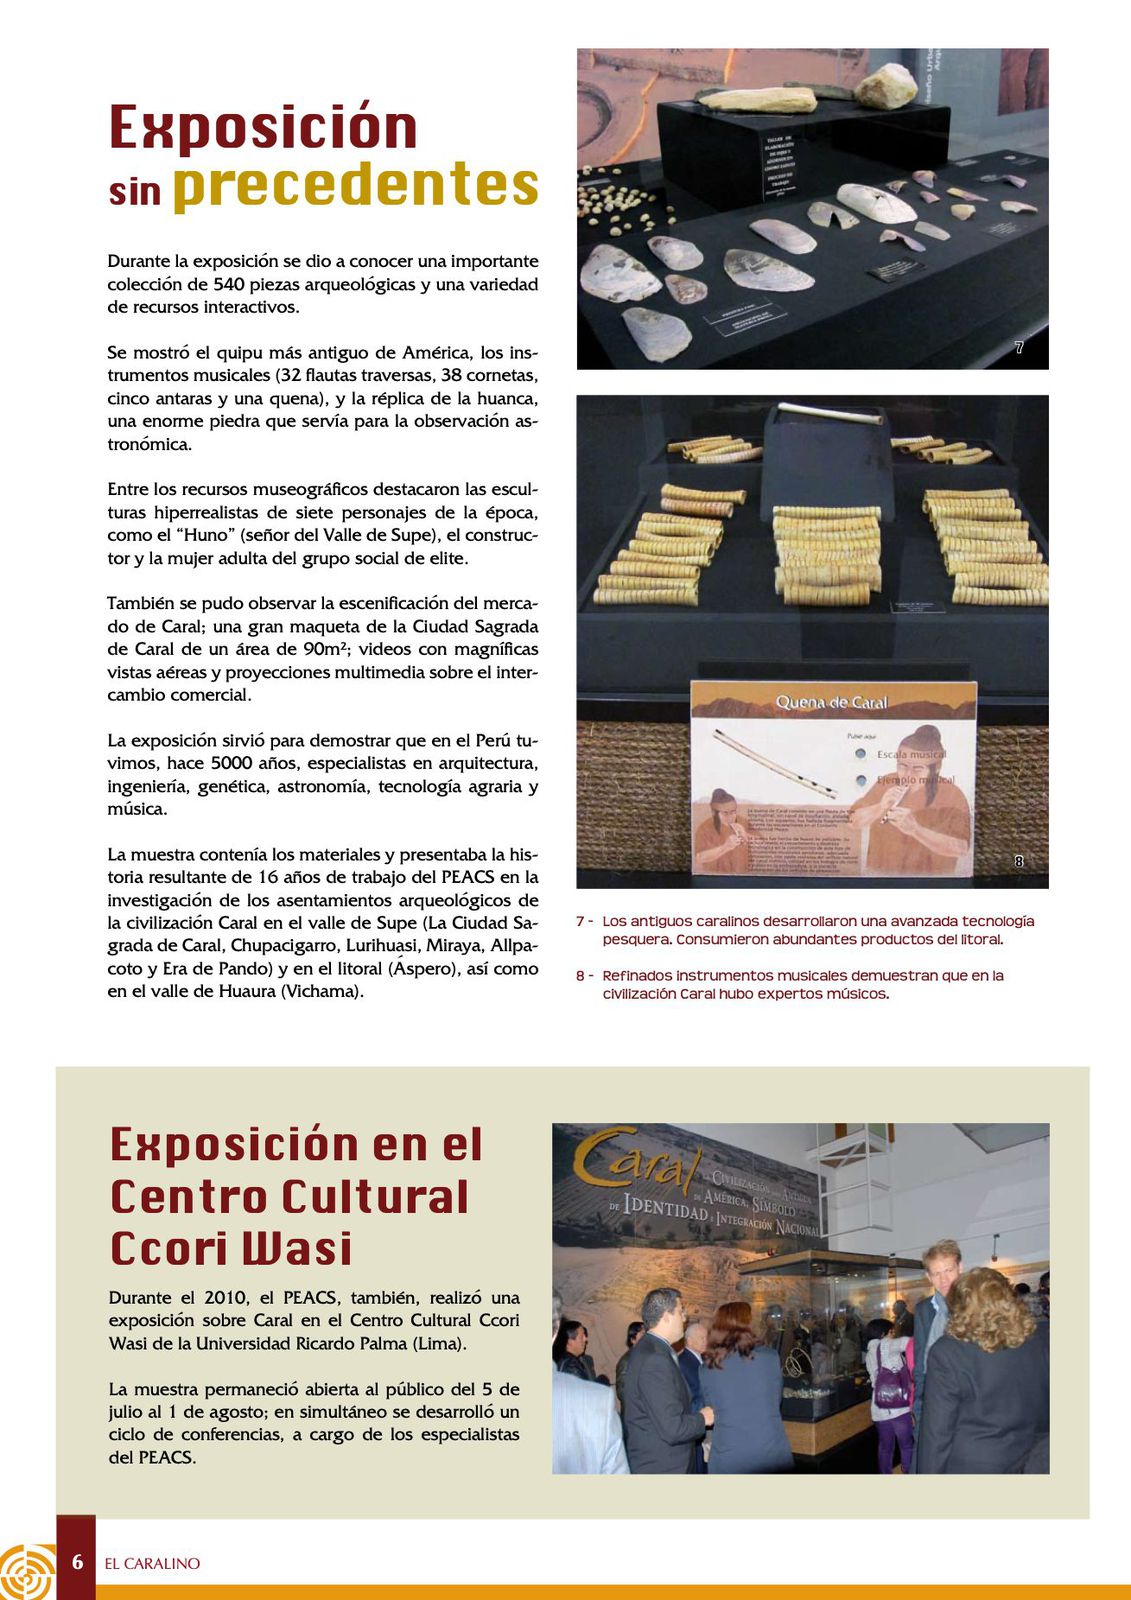 Exposición
sin precedentes
Durante la exposición se dio a conocer una importante
colección de 540 piezas arqueológicas y una variedad
de recursos interactivos.
Se mostró el quipu más antiguo de América, los ins-
trumentos musicales (32 flautas traversas, 38 cornetas,
cinco antaras y una quena), y la réplica de la huanca,
una enorme piedra que servía para la observación as-
tronómica.
Entre los recursos museográficos destacaron las escul-
turas hiperrealistas de siete personajes de la época,
como el “Huno” (señor del Valle de Supe), el construc-
tor y la mujer adulta del grupo social de elite.
También se pudo observar la escenificación del merca-
do de Caral; una gran maqueta de la Ciudad Sagrada
de Caral de un área de 90m²; videos con magníficas
vistas aéreas y proyecciones multimedia sobre el inter-
cambio comercial.
La exposición sirvió para demostrar que en el Perú tu-
vimos, hace 5000 años, especialistas en arquitectura,
ingeniería, genética, astronomía, tecnología agraria y
música.
La muestra contenía los materiales y presentaba la his-
toria resultante de 16 años de trabajo del PEACS en la
investigación de los asentamientos arqueológicos de
la civilización Caral en el valle de Supe (La Ciudad Sa-
grada de Caral, Chupacigarro, Lurihuasi, Miraya, Allpa-
coto y Era de Pando) y en el litoral (Áspero), así como
en el valle de Huaura (Vichama).
TALLER DE
ELABORACIÓN
PROCESO DE
TRABAJO
7
Quena de Caral
Pulse aquí
Escala musical
Ejemplo musical
8
7 - Los antiguos caralinos desarrollaron una avanzada tecnología
pesquera. Consumieron abundantes productos del litoral.
8 - Refinados instrumentos musicales demuestran que en la
civilización Caral hubo expertos músicos.
Exposición en el
Centro Cultural
Ccori Wasi
Durante el 2010, el PEACS, también, realizó una
exposición sobre Caral en el Centro Cultural Ccori
Wasi de la Universidad Ricardo Palma (Lima).
La muestra permaneció abierta al público del 5 de
julio al 1 de agosto; en simultáneo se desarrolló un
ciclo de conferencias, a cargo de los especialistas
del PEACS.
Caral
LA CIVILIZACIÓN MÁS ANTIGUA
DE AMÉRICA, SÍMBOLO
DE IDENTIDAD E INTEGRACIÓN NACIONAL
6 EL CARALINO